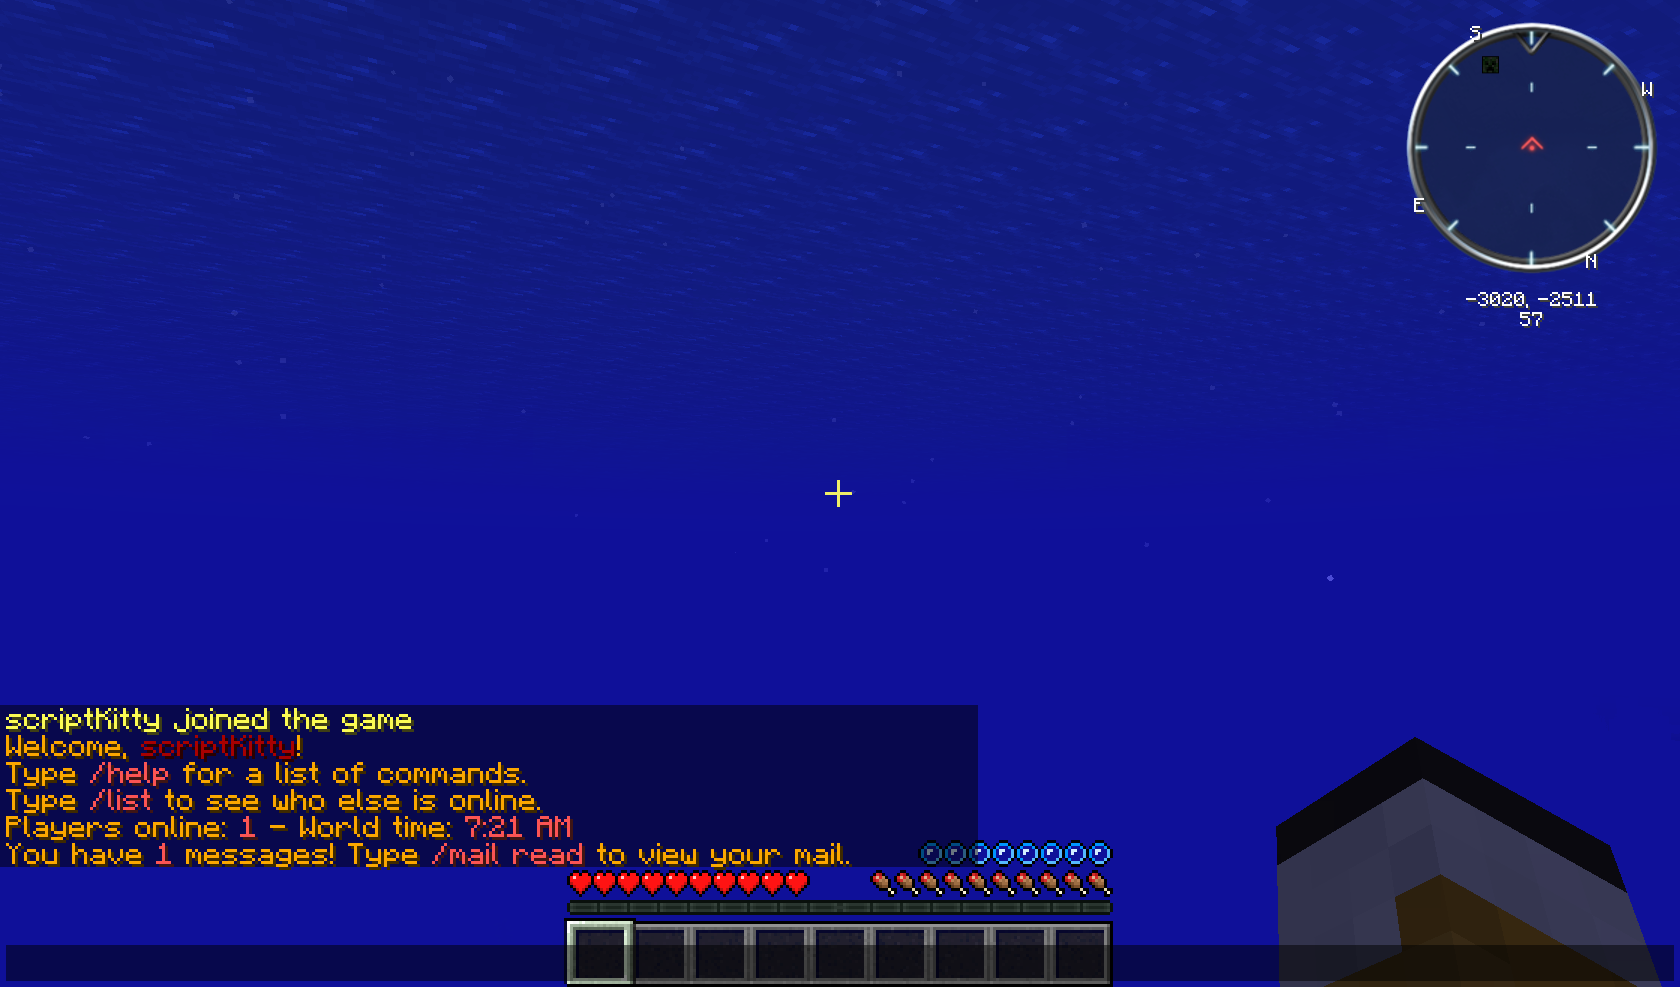 S
W
E
N
-3020, -2511
57
scriptKitty joined the game
Welcome, scriptKitty!
Type /help for a list of commands.
Type /list to see who else is online.
Players online: 1 - World time: 7:21 AM
You have 1 messages! Type /mail read to view your mail.